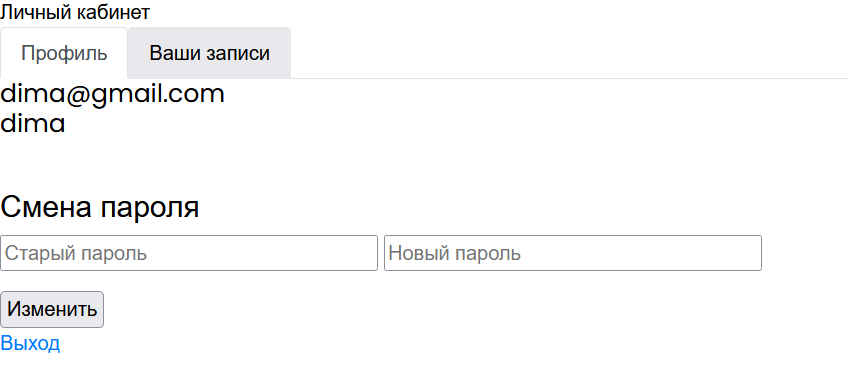 Личный кабинет
Профиль Ваши записи
dima@gmail.com
dima
Смена пароля
Старый пароль Новый пароль
Изменить
Выход